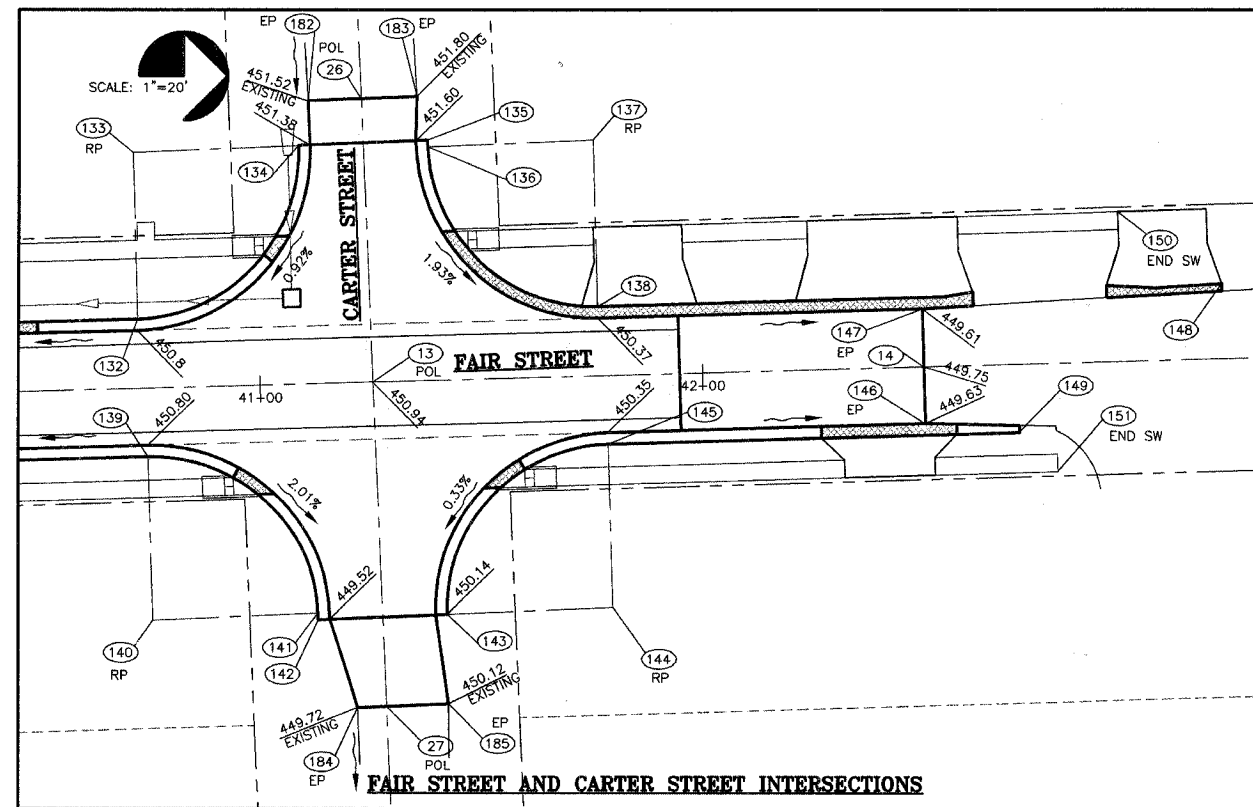 EP
182
183
EP
POL
26
451.80
EXISTING
451.52
EXISTING
SCALE: 1"=20'
451.38
451.60
133
RP
135
137
RP
134
136
CARTER STREET
150
END SW
0.92%
1.93%
138
148
147
EP
449.61
132
450.8
450.37
13
POL
FAIR STREET
14
41+00
42+00
449.75
139
450.80
450.94
450.35
145
146
EP
449.63
149
151
END SW
2.01%
0.33%
449.52
450.14
141
142
143
140
RP
144
RP
450.12
EXISTING
449.72
EXISTING
EP
184
EP
27
POL
185
FAIR STREET AND CARTER STREET INTERSECTIONS